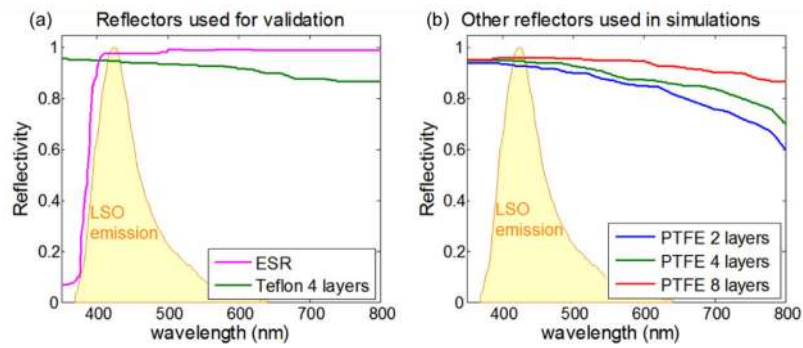 (a) Reflectors used for validation
Reflectivity
1
0.8
0.6
0.4
0.2
0
LSO
emission
ESR
Teflon 4 layers
400 500 600 700 800
wavelength (nm)
(b) Other reflectors used in simulations
Reflectivity
1
0.8
0.6
0.4
0.2
0
LSO
emission
PTFE 2 layers
PTFE 4 layers
PTFE 8 layers
400 500 600 700 800
wavelength (nm)